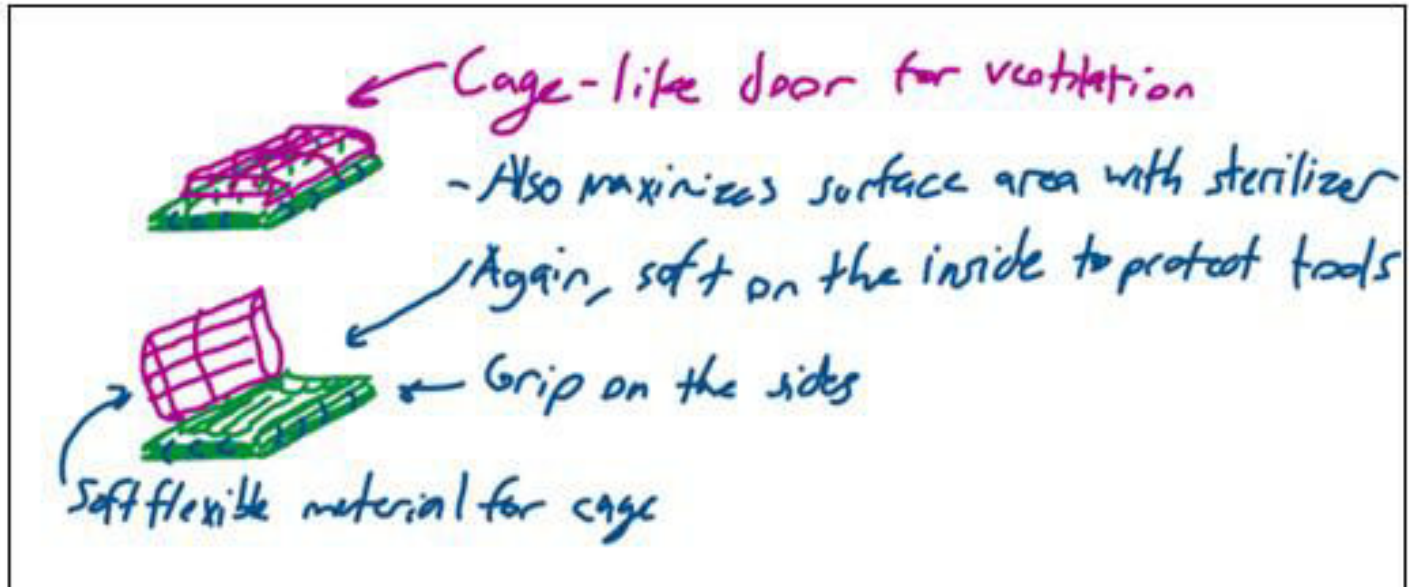 Cage-like door for ventilation
- Also maximizes surface area with sterilizer
Again, soft on the inside to protect tools
Grip on the sides
Soft flexible material for cage